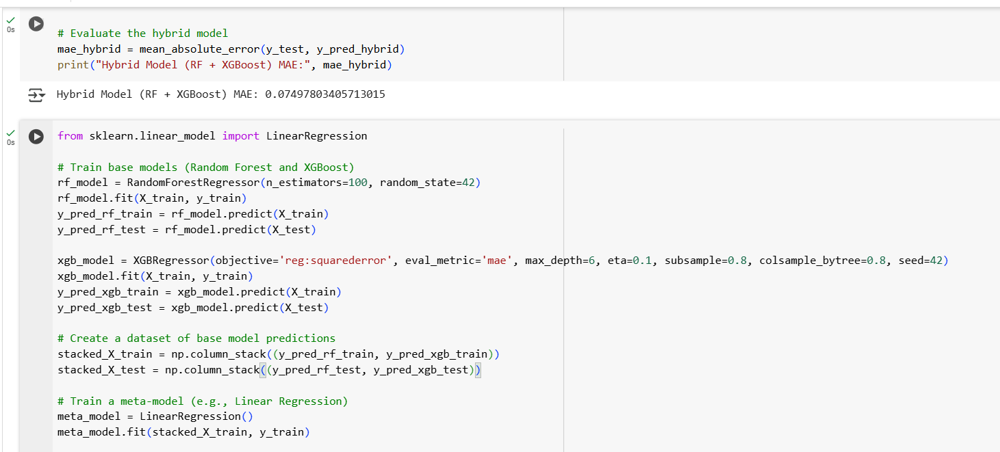 0s
# Evaluate the hybrid model
mae_hybrid = mean_absolute_error(y_test, y_pred_hybrid)
print("Hybrid Model (RF + XGBoost) MAE:", mae_hybrid)
Hybrid Model (RF + XGBoost) MAE: 0.07497803405713015
0s
from sklearn.linear_model import LinearRegression
# Train base models (Random Forest and XGBoost)
rf_model = RandomForestRegressor(n_estimators=100, random_state=42)
rf_model.fit(X_train, y_train)
y_pred_rf_train = rf_model.predict(X_train)
y_pred_rf_test = rf_model.predict(X_test)
xgb_model = XGBRegressor(objective='reg:squarederror', eval_metric='mae', max_depth=6, eta=0.1, subsample=0.8, colsample_bytree=0.8, seed=42)
xgb_model.fit(X_train, y_train)
y_pred_xgb_train = xgb_model.predict(X_train)
y_pred_xgb_test = xgb_model.predict(X_test)
# Create a dataset of base model predictions
stacked_X_train = np.column_stack((y_pred_rf_train, y_pred_xgb_train))
stacked_X_test = np.column_stack((y_pred_rf_test, y_pred_xgb_test))
# Train a meta-model (e.g., Linear Regression)
meta_model = LinearRegression()
meta_model.fit(stacked_X_train, y_train)